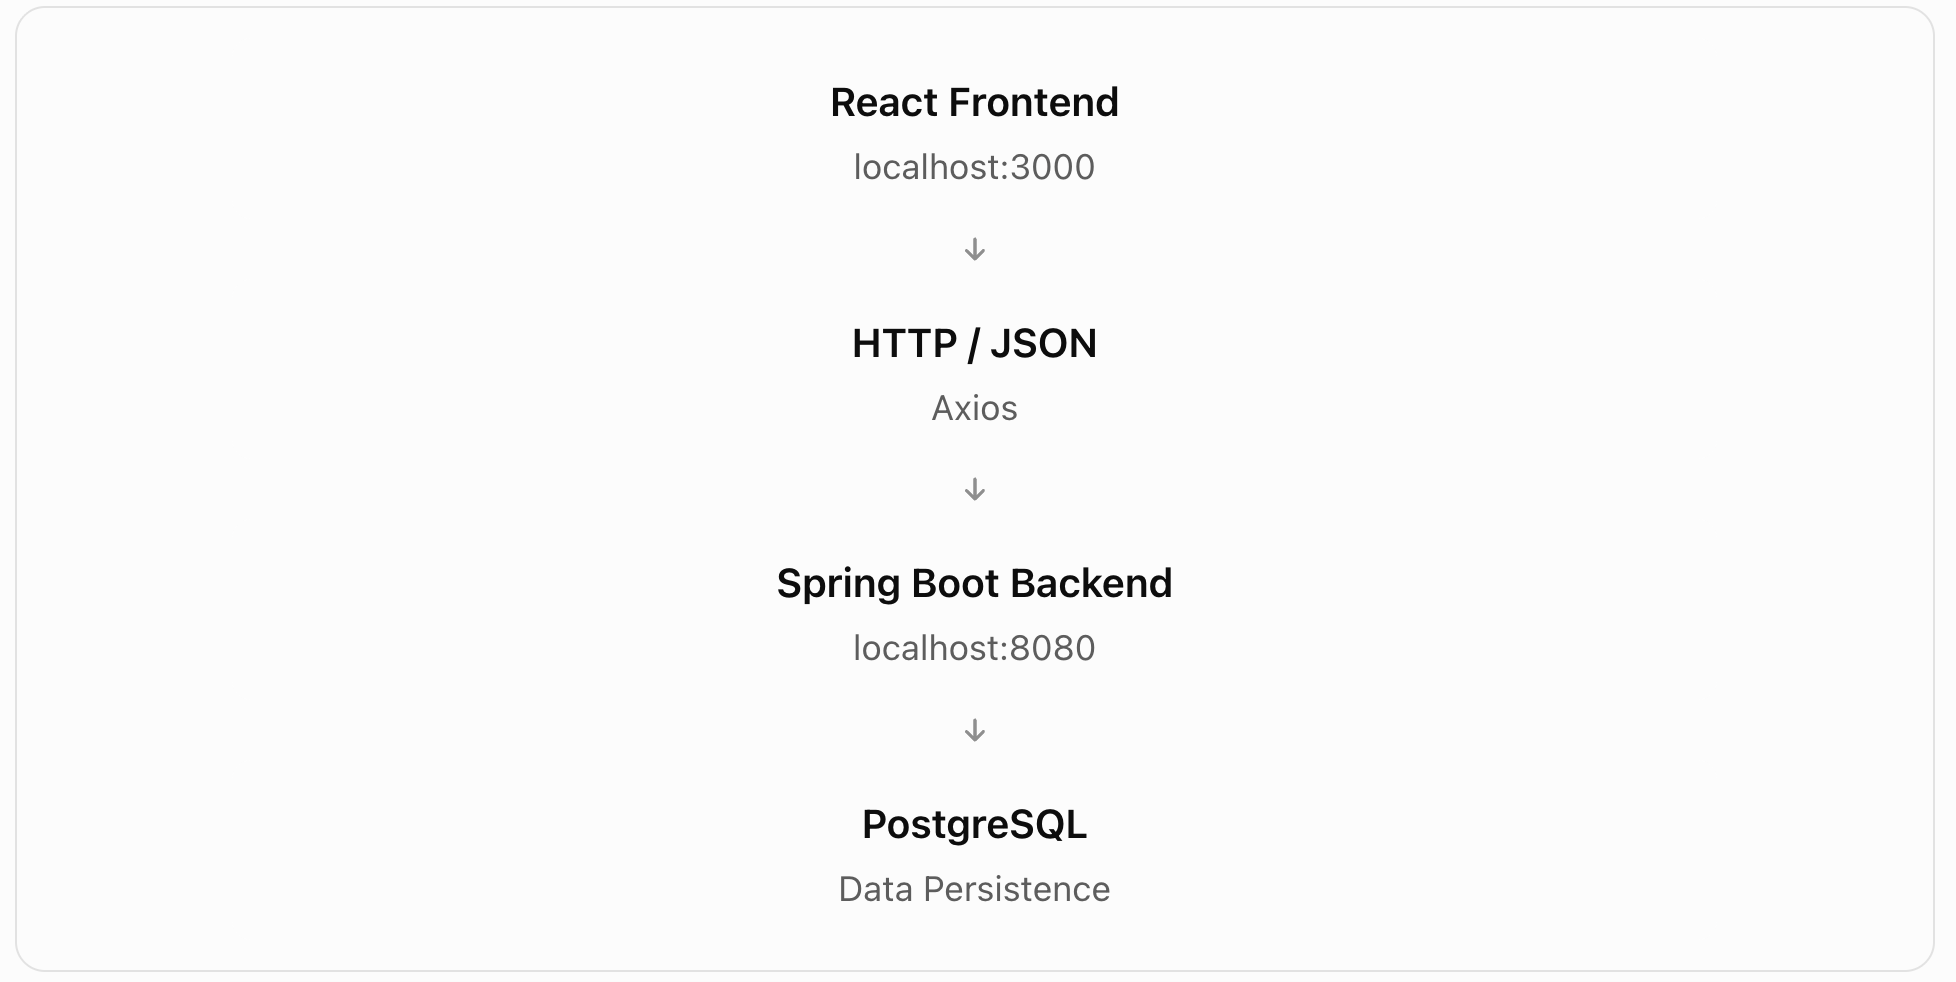 React Frontend
localhost:3000
↓
HTTP / JSON
Axios
↓
Spring Boot Backend
localhost:8080
↓
PostgreSQL
Data Persistence